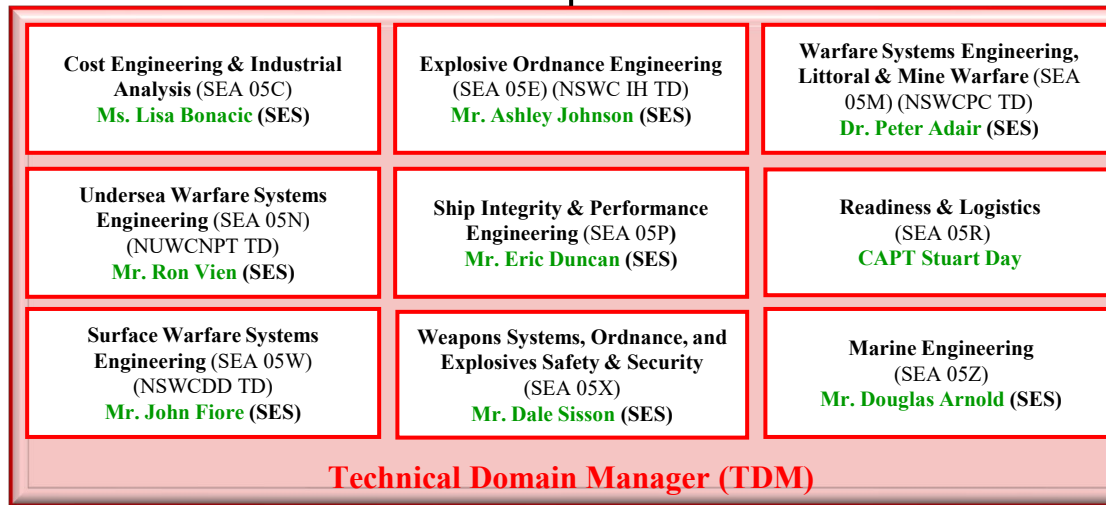 Cost Engineering & Industrial
Analysis (SEA 05C)
Ms. Lisa Bonacic (SES)
Explosive Ordnance Engineering
(SEA 05E) (NSWC IH TD)
Mr. Ashley Johnson (SES)
Warfare Systems Engineering,
Littoral & Mine Warfare (SEA
05M) (NSWCPC TD)
Dr. Peter Adair (SES)
Undersea Warfare Systems
Engineering (SEA 05N)
(NUWCNPT TD)
Mr. Ron Vien (SES)
Ship Integrity & Performance
Engineering (SEA 05P)
Mr. Eric Duncan (SES)
Readiness & Logistics
(SEA 05R)
CAPT Stuart Day
Surface Warfare Systems
Engineering (SEA 05W)
(NSWCDD TD)
Mr. John Fiore (SES)
Weapons Systems, Ordnance, and
Explosives Safety & Security
(SEA 05X)
Mr. Dale Sisson (SES)
Marine Engineering
(SEA 05Z)
Mr. Douglas Arnold (SES)
Technical Domain Manager (TDM)